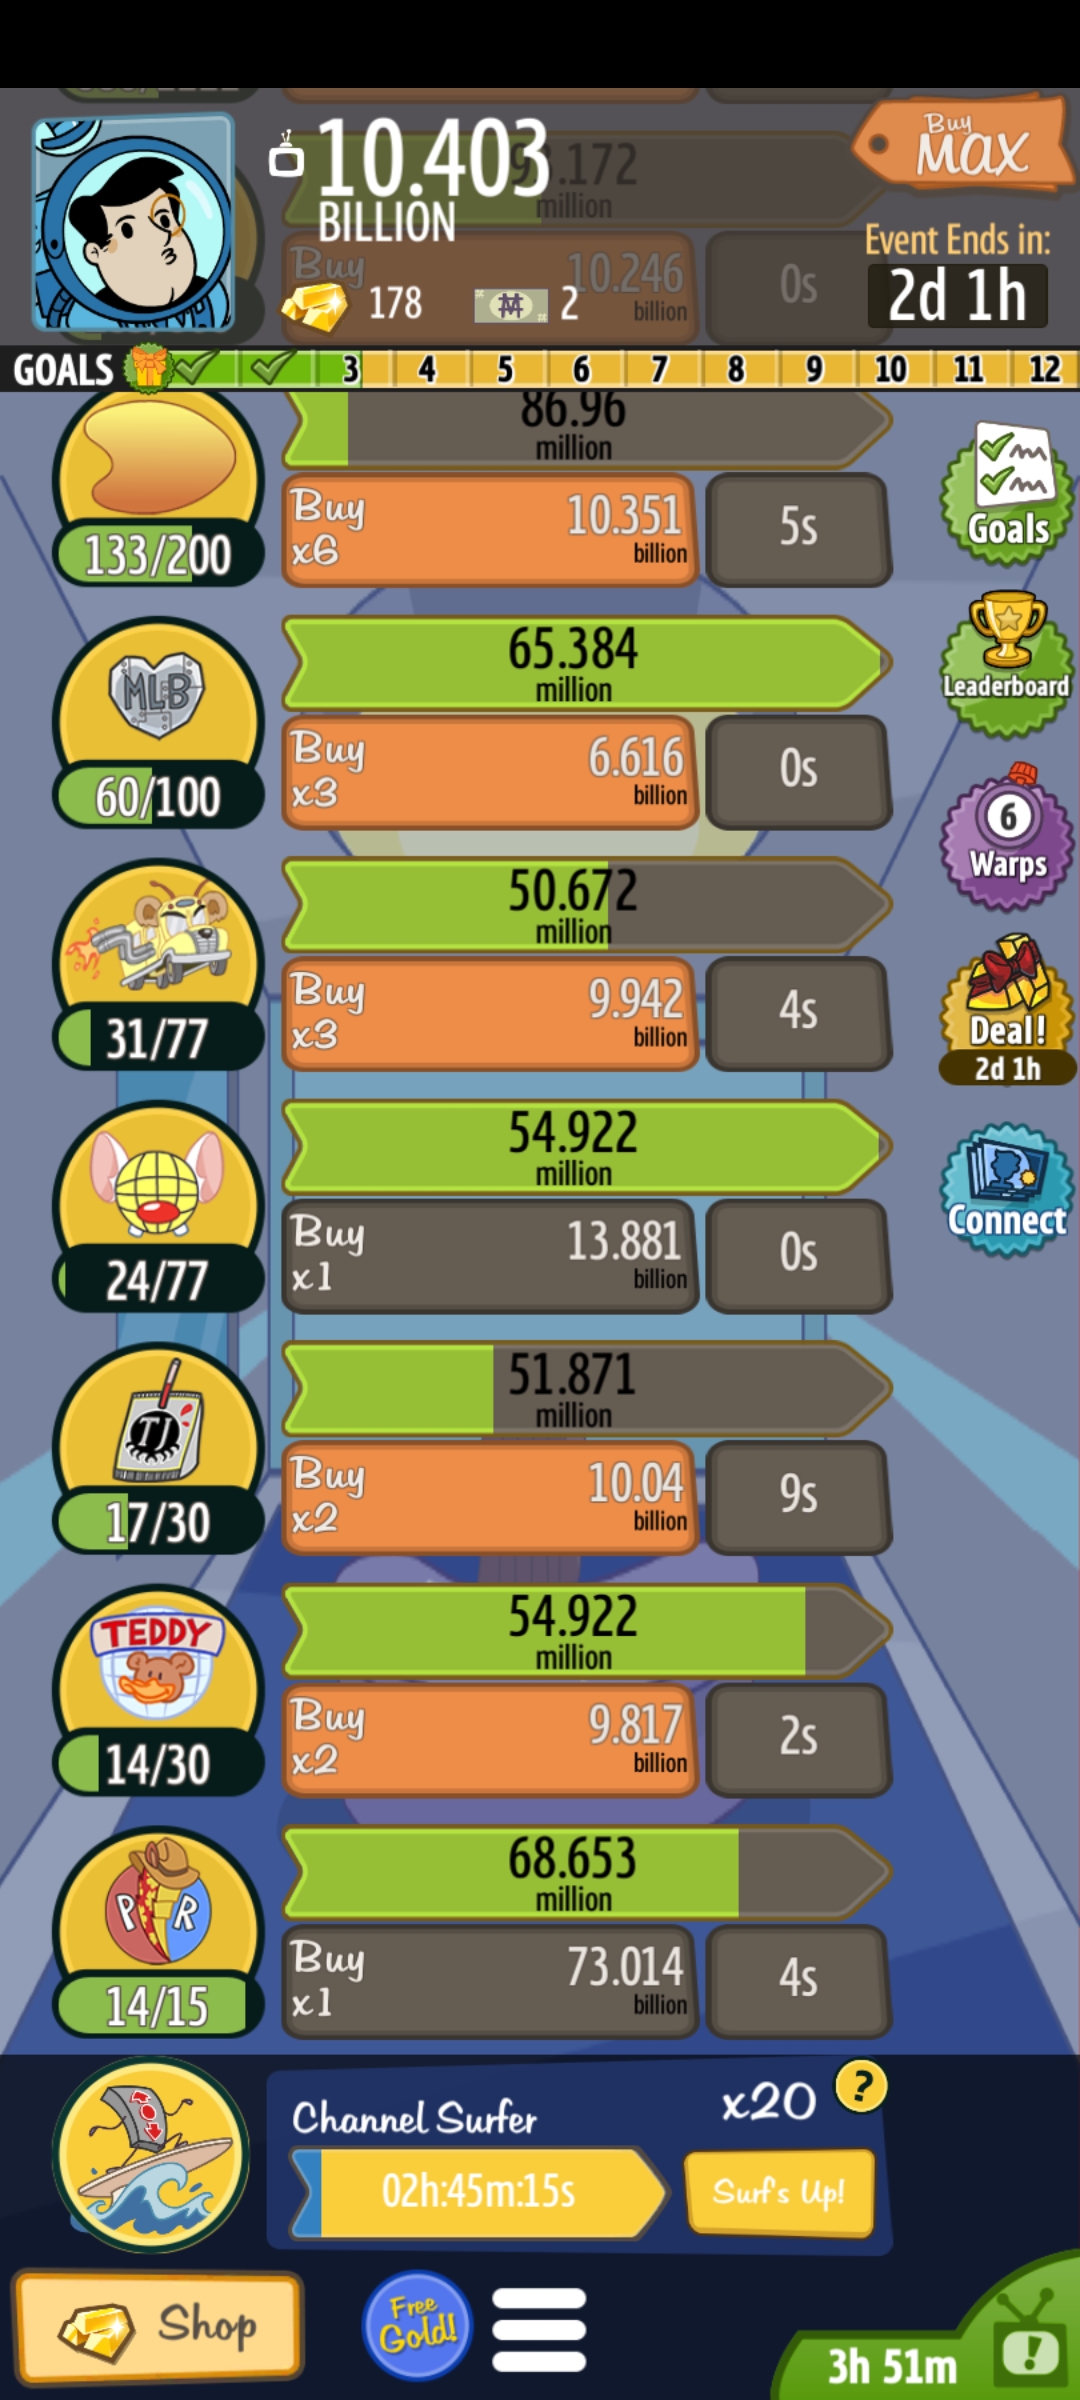 10.403
BILLION
178
2
Buy
MAX
Event Ends in:
2d 1h
.172
million
Buy
10.246
billion
0s
GOALS
3
4
5
6
7
8
9
10
11
12
86.96
million
133/200
Buy
x6
10.351
billion
5s
Goals
65.384
million
MLB
60/100
Buy
x3
6.616
billion
0s
Leaderboard
50.672
million
31/77
Buy
x3
9.942
billion
4s
6
Warps
Deal!
2d 1h
54.922
million
24/77
Buy
x1
13.881
billion
0s
Connect
51.871
million
TJ
17/30
Buy
x2
10.04
billion
9s
54.922
million
TEDDY
14/30
Buy
x2
9.817
billion
2s
68.653
million
P R
14/15
Buy
x1
73.014
billion
4s
Channel Surfer
x20
?
02h:45m:15s
Surf's Up!
Shop
Free
Gold!
3h 51m
!